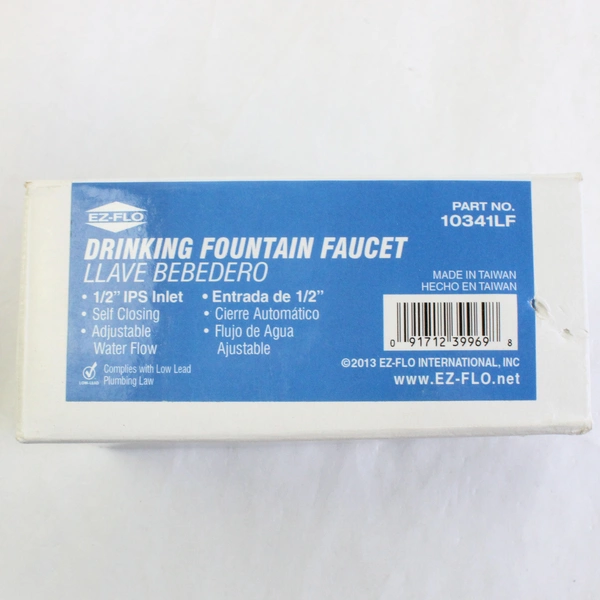 EZ-FLO
PART NO.
10341LF
DRINKING FOUNTAIN FAUCET
LLAVE BEBEDERO
• 1/2" IPS Inlet
• Self Closing
• Adjustable
Water Flow
• Entrada de 1/2"
• Cierre Automático
• Flujo de Agua
Ajustable
LOW-LEAD
Complies with Low Lead
Plumbing Law
MADE IN TAIWAN
HECHO EN TAIWAN
0 91712 39969 8
©2013 EZ-FLO INTERNATIONAL, INC
www.EZ-FLO.net